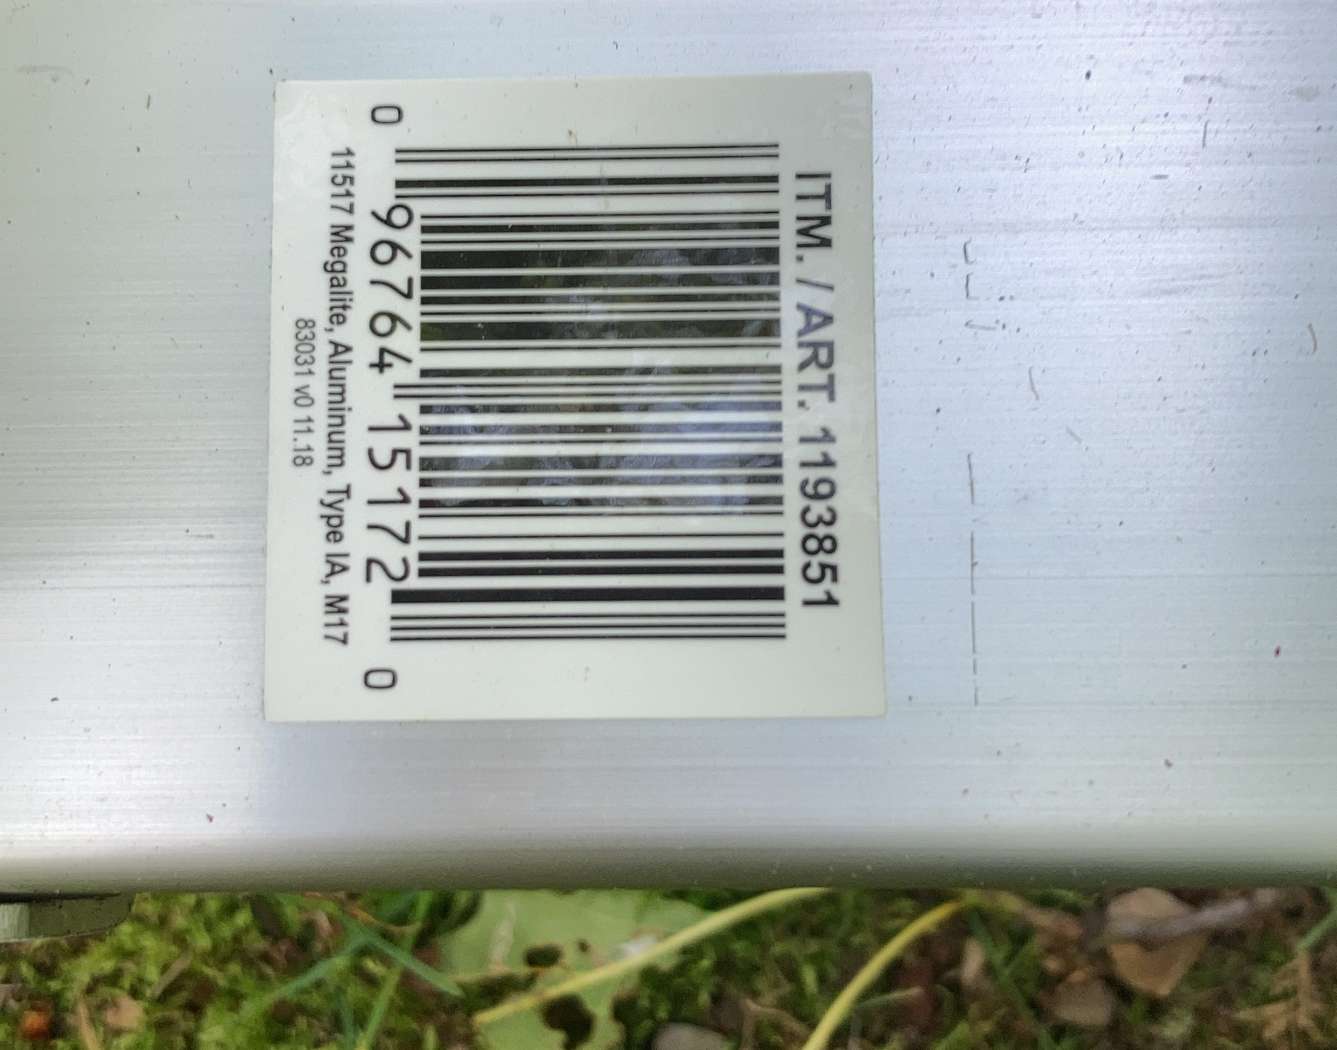 ITM. / ART. 1193851
0 96764 15172 0
11517 Megalite, Aluminum, Type IA, M17
83031 v0 11.18